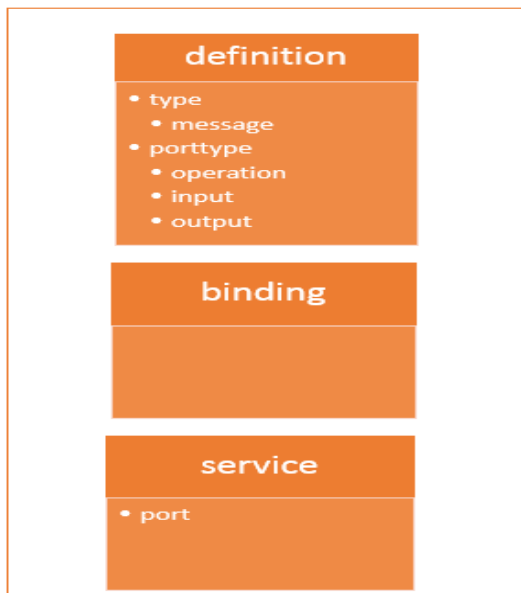 definition
• type
• message
• porttype
• operation
• input
• output
binding
service
• port